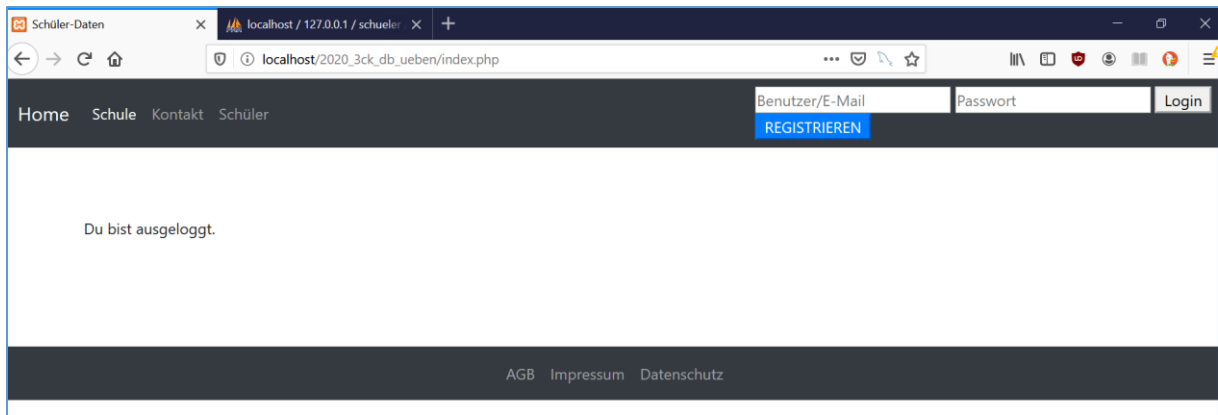 Schüler-Daten localhost / 127.0.0.1 / schueler
localhost/2020_3ck_db_ueben/index.php
Home Schule Kontakt Schüler Benutzer/E-Mail Passwort Login
REGISTRIEREN
Du bist ausgeloggt.
AGB Impressum Datenschutz